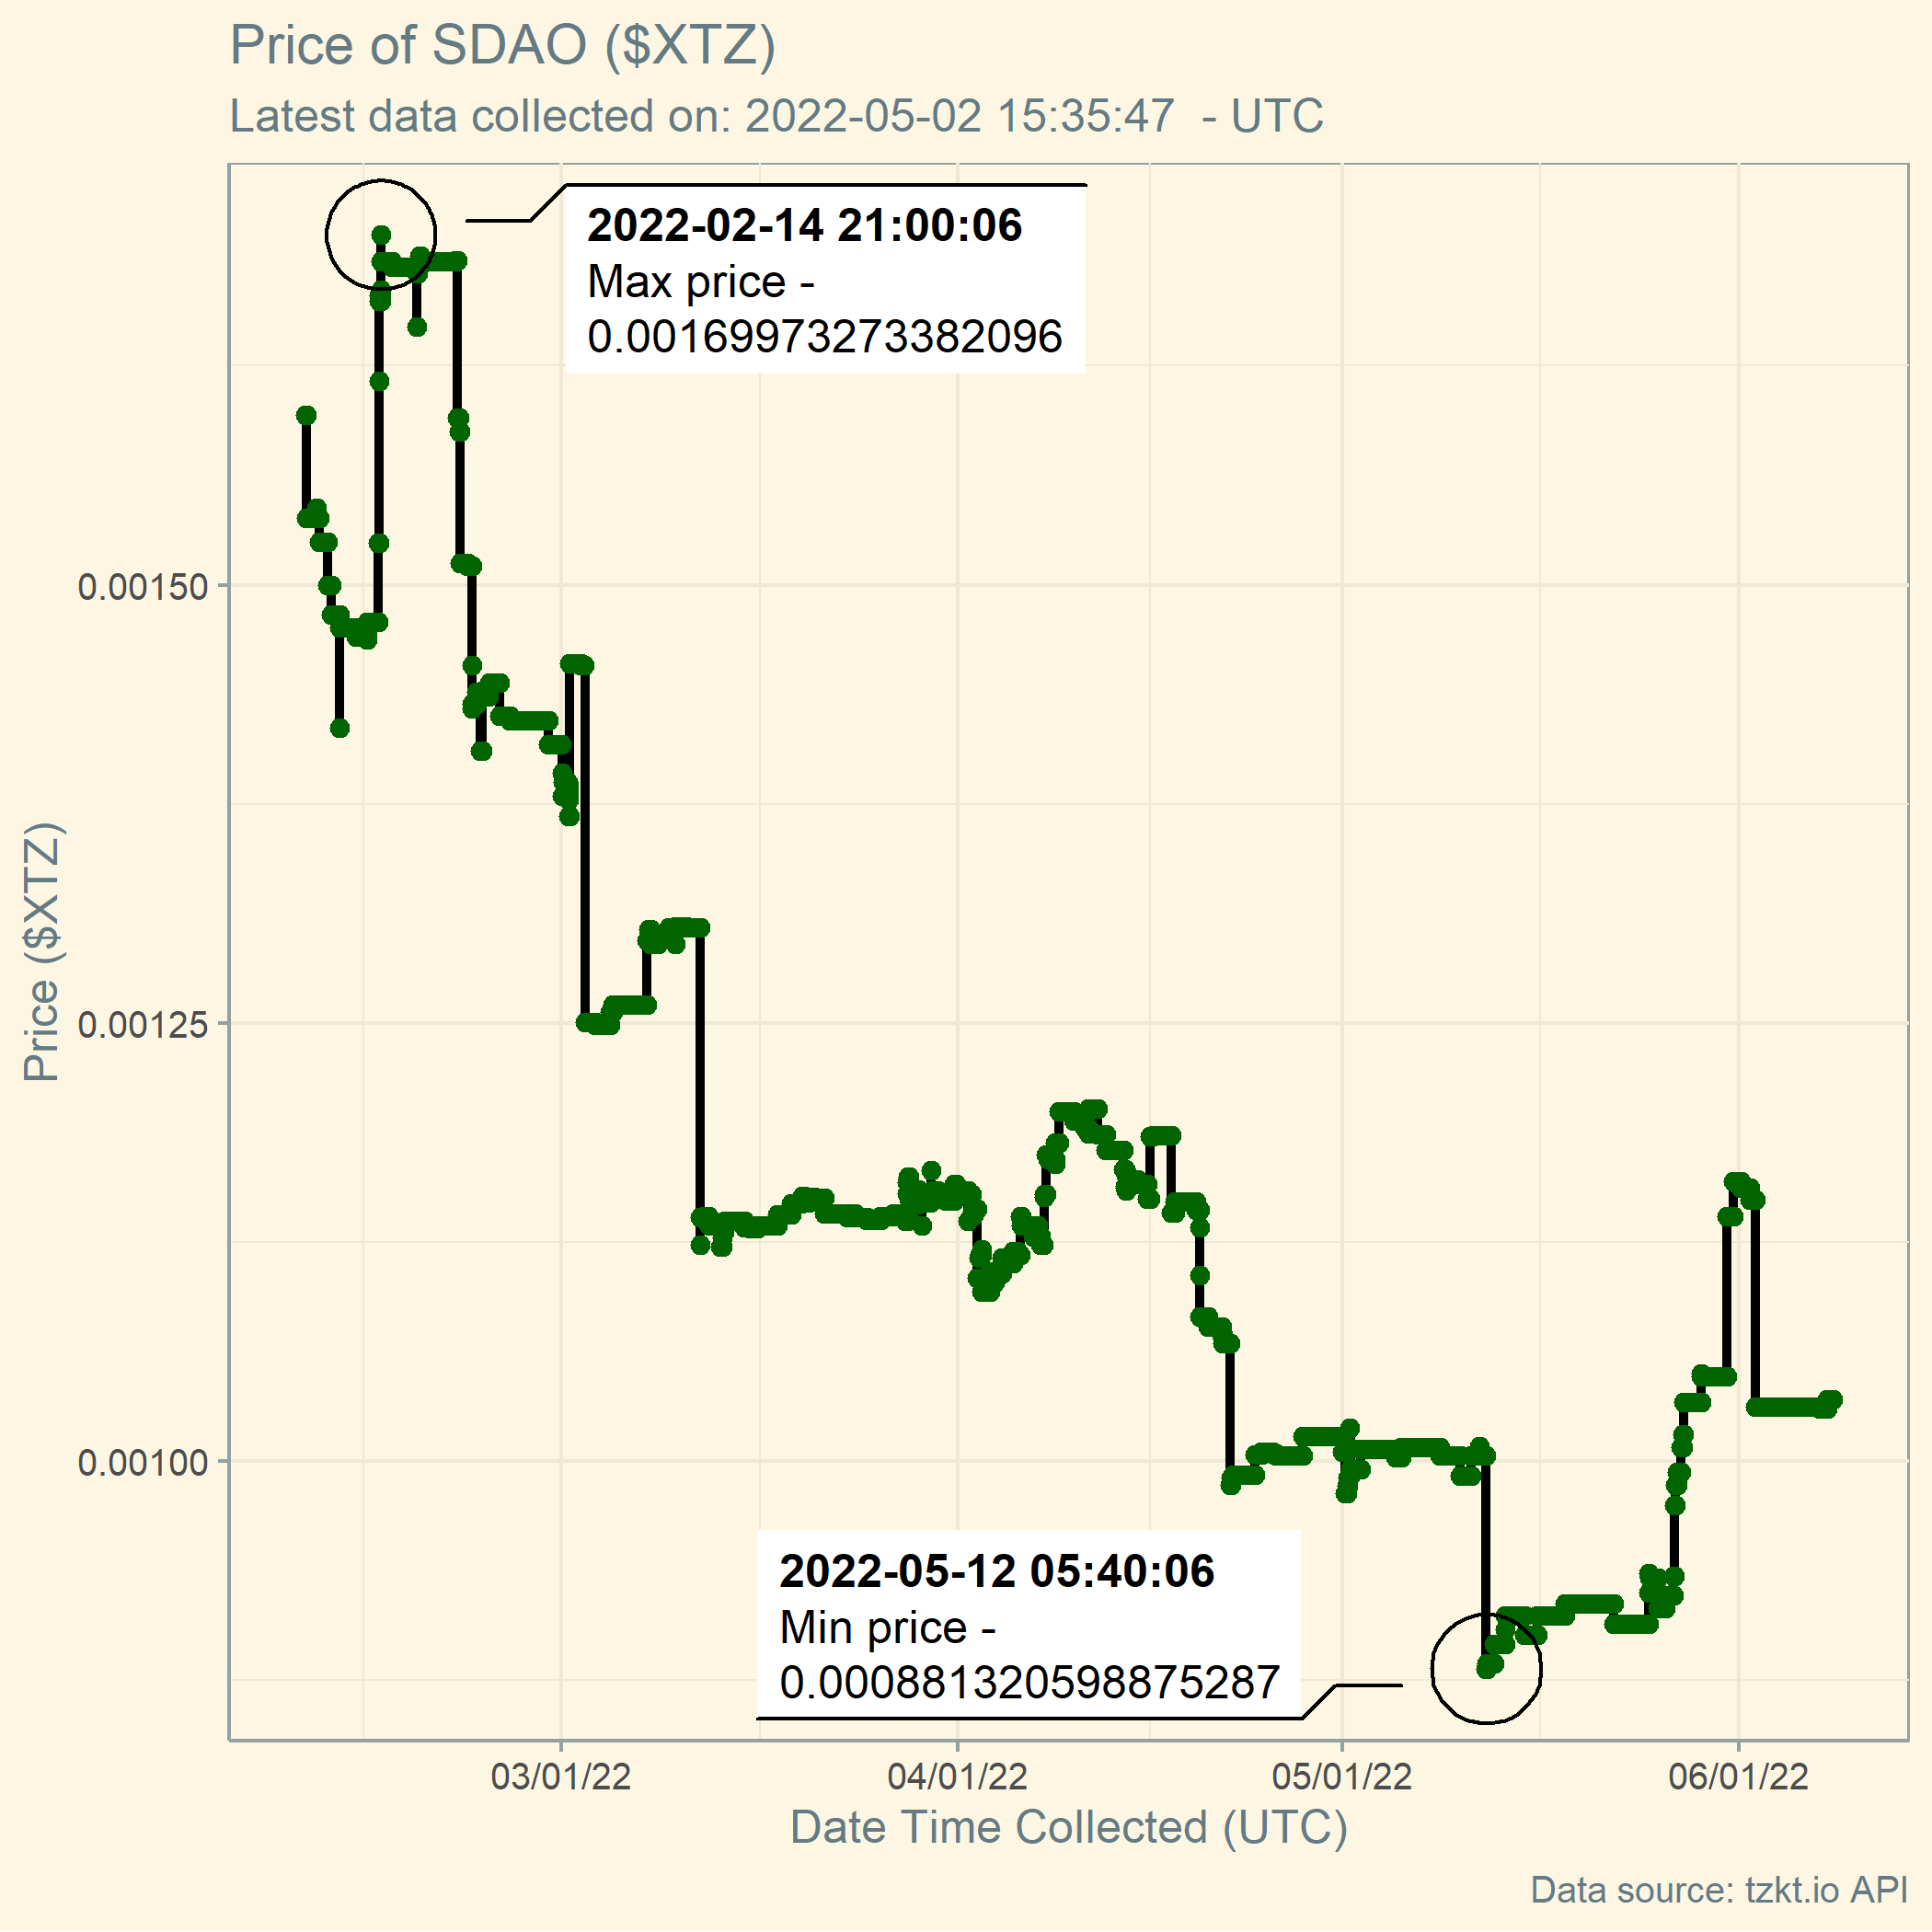 Price of SDAO ($XTZ)
Latest data collected on: 2022-05-02 15:35:47  - UTC
2022-02-14 21:00:06
Max price -
0.00169973273382096
0.00150
0.00125
0.00100
Price ($XTZ)
2022-05-12 05:40:06
Min price -
0.000881320598875287
03/01/22
04/01/22
05/01/22
06/01/22
Date Time Collected (UTC)
Data source: tzkt.io API